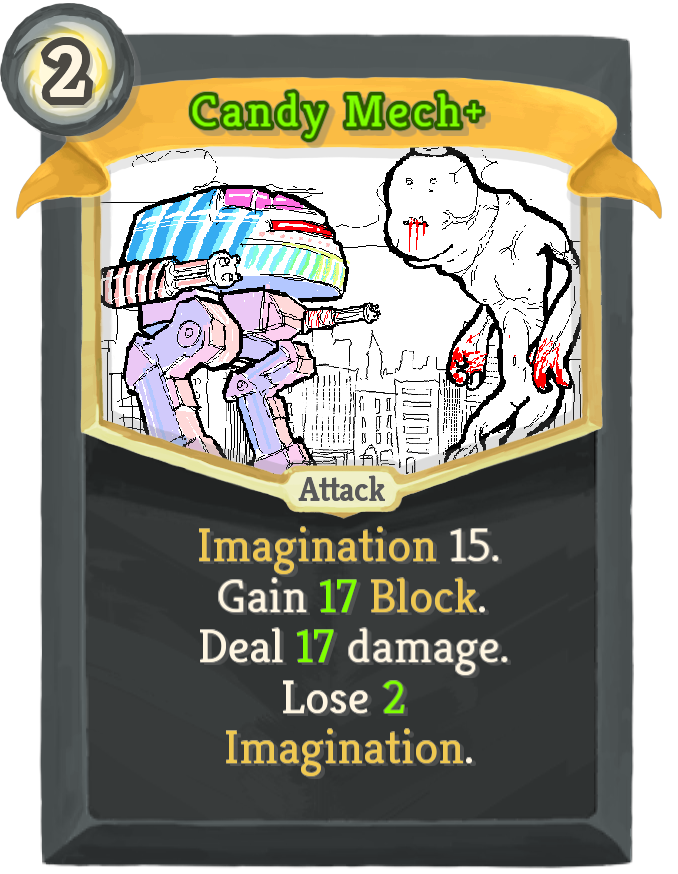 2
Candy Mech+
Attack
Imagination 15.
Gain 17 Block.
Deal 17 damage.
Lose 2
Imagination.